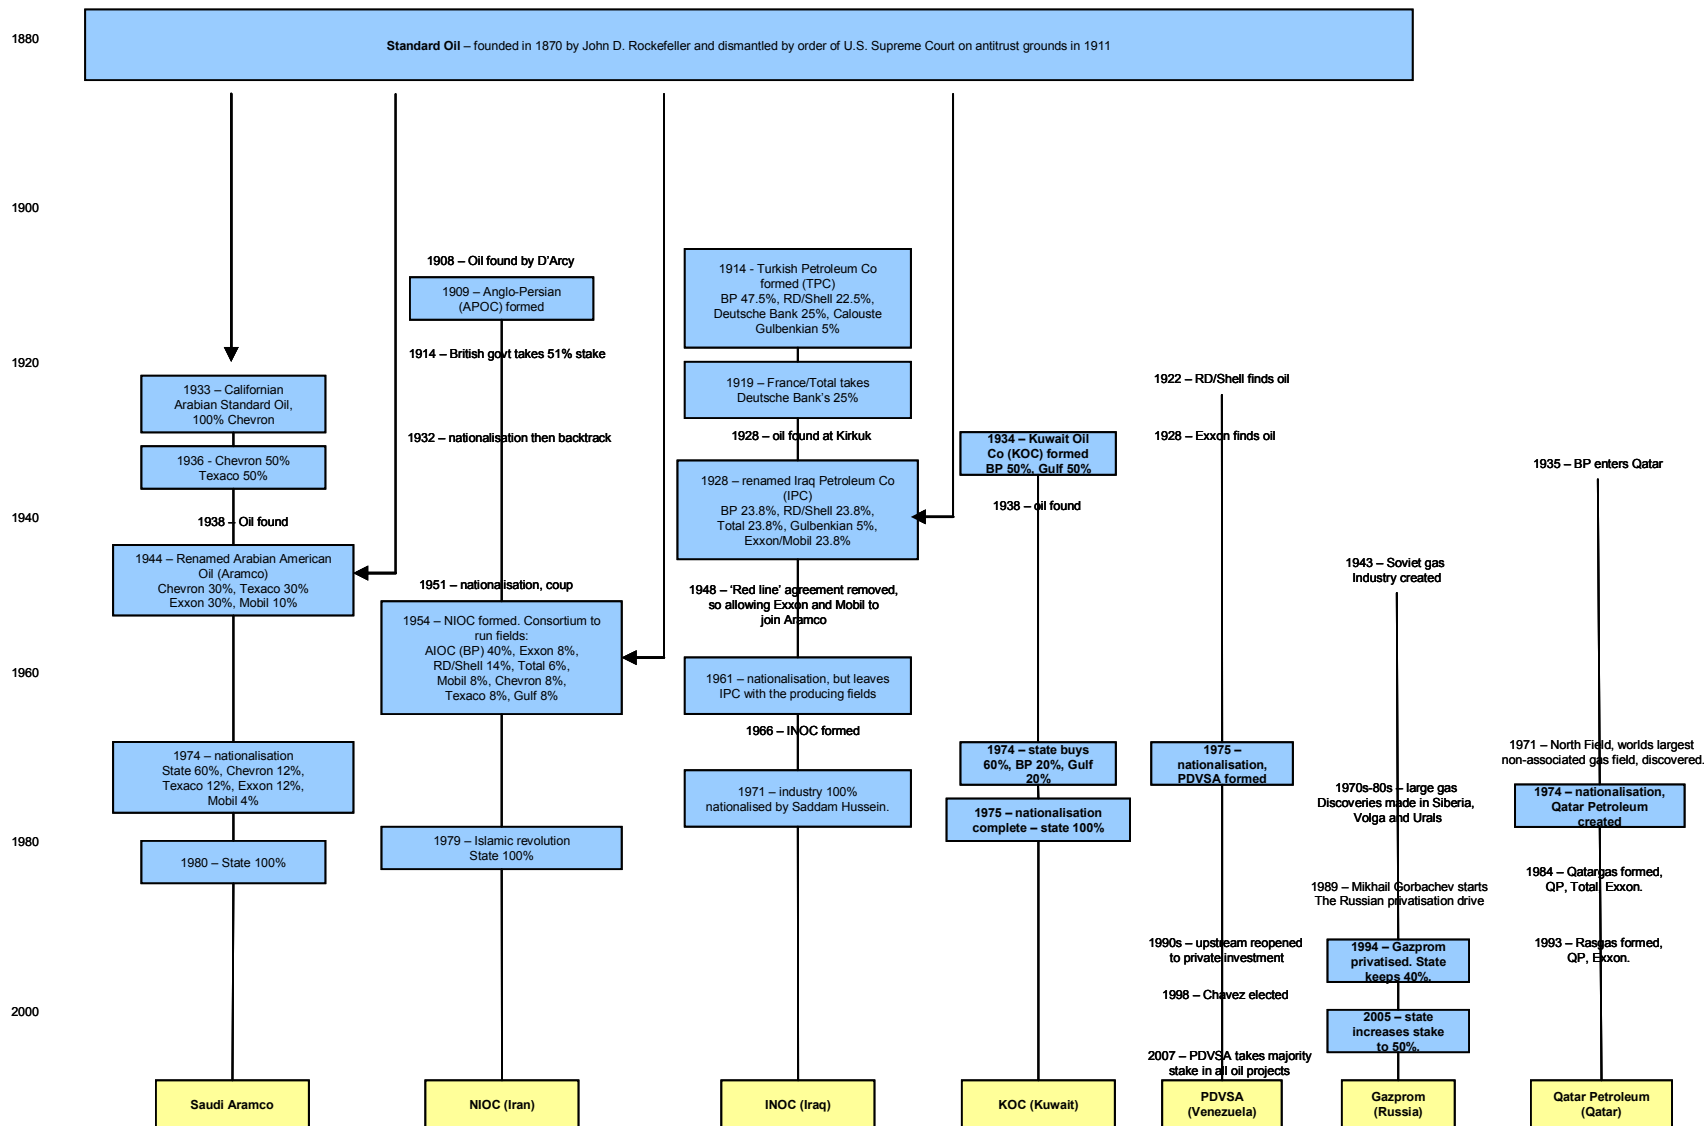 1880
Standard Oil – founded in 1870 by John D. Rockefeller and dismantled by order of U.S. Supreme Court on antitrust grounds in 1911
1900
1920
1940
1960
1980
2000
1933 – Californian
Arabian Standard Oil,
100% Chevron
1936 - Chevron 50%
Texaco 50%
1938 – Oil found
1944 – Renamed Arabian American
Oil (Aramco)
Chevron 30%, Texaco 30%
Exxon 30%, Mobil 10%
1974 – nationalisation
State 60%, Chevron 12%,
Texaco 12%, Exxon 12%,
Mobil 4%
1980 – State 100%
Saudi Aramco
1908 – Oil found by D'Arcy
1909 – Anglo-Persian
(APOC) formed
1914 – British govt takes 51% stake
1932 – nationalisation then backtrack
1951 – nationalisation, coup
1954 – NIOC formed. Consortium to
run fields:
AIOC (BP) 40%, Exxon 8%,
RD/Shell 14%, Total 6%,
Mobil 8%, Chevron 8%,
Texaco 8%, Gulf 8%
1979 – Islamic revolution
State 100%
NIOC (Iran)
1914 - Turkish Petroleum Co
formed (TPC)
BP 47.5%, RD/Shell 22.5%,
Deutsche Bank 25%, Calouste
Gulbenkian 5%
1919 – France/Total takes
Deutsche Bank's 25%
1928 – oil found at Kirkuk
1928 – renamed Iraq Petroleum Co
(IPC)
BP 23.8%, RD/Shell 23.8%,
Total 23.8%, Gulbenkian 5%,
Exxon/Mobil 23.8%
1948 – 'Red line' agreement removed,
so allowing Exxon and Mobil to
join Aramco
1961 – nationalisation, but leaves
IPC with the producing fields
1966 – INOC formed
1971 – industry 100%
nationalised by Saddam Hussein.
INOC (Iraq)
1934 – Kuwait Oil
Co (KOC) formed
BP 50%, Gulf 50%
1938 – oil found
1974 – state buys
60%, BP 20%, Gulf
20%
1975 – nationalisation
complete – state 100%
KOC (Kuwait)
1922 – RD/Shell finds oil
1928 – Exxon finds oil
1975 –
nationalisation,
PDVSA formed
1990s – upstream reopened
to private investment
1998 – Chavez elected
2007 – PDVSA takes majority
stake in all oil projects
PDVSA
(Venezuela)
1943 – Soviet gas
Industry created
1970s-80s – large gas
Discoveries made in Siberia,
Volga and Urals
1989 – Mikhail Gorbachev starts
The Russian privatisation drive
1994 – Gazprom
privatised. State
keeps 40%.
2005 – state
increases stake
to 50%.
Gazprom
(Russia)
1935 – BP enters Qatar
1971 – North Field, worlds largest
non-associated gas field, discovered.
1974 – nationalisation,
Qatar Petroleum
created
1984 – Qatargas formed,
QP, Total, Exxon.
1993 – Rasgas formed,
QP, Exxon.
Qatar Petroleum
(Qatar)